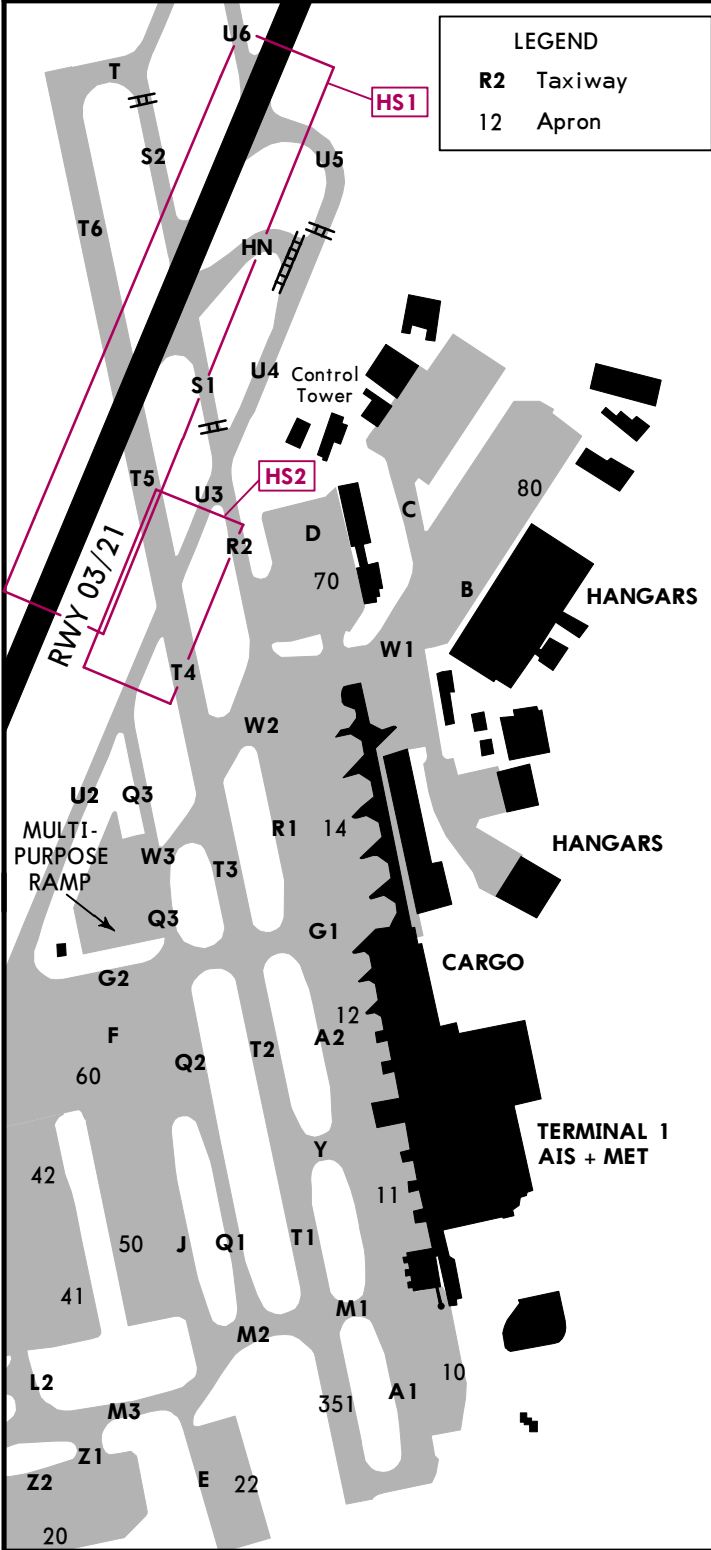 U6
LEGEND
R2 Taxiway
12 Apron
T
HS1
S2
U5
T6
HN
U4
Control
Tower
S1
T5
HS2
U3
80
C
D
R2
70
B
HANGARS
RWY 03/21
W1
T4
W2
U2
Q3
MULTI-
PURPOSE
RAMP
R1
14
HANGARS
W3
T3
Q3
G1
CARGO
G2
12
F
A2
T2
Q2
60
TERMINAL 1
AIS + MET
Y
42
11
50
J
Q1
T1
41
M1
M2
10
L2
A1
351
M3
Z1
E
22
Z2
20